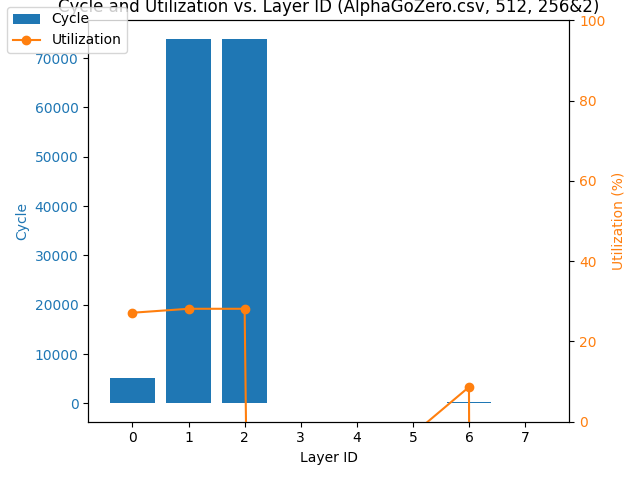 Cycle and Utilization vs. Layer ID (AlphaGoZero.csv, 512, 256&2)
Cycle
Utilization
70000
60000
50000
40000
30000
20000
10000
0
Cycle
100
80
60
40
20
0
Utilization (%)
0 1 2 3 4 5 6 7
Layer ID